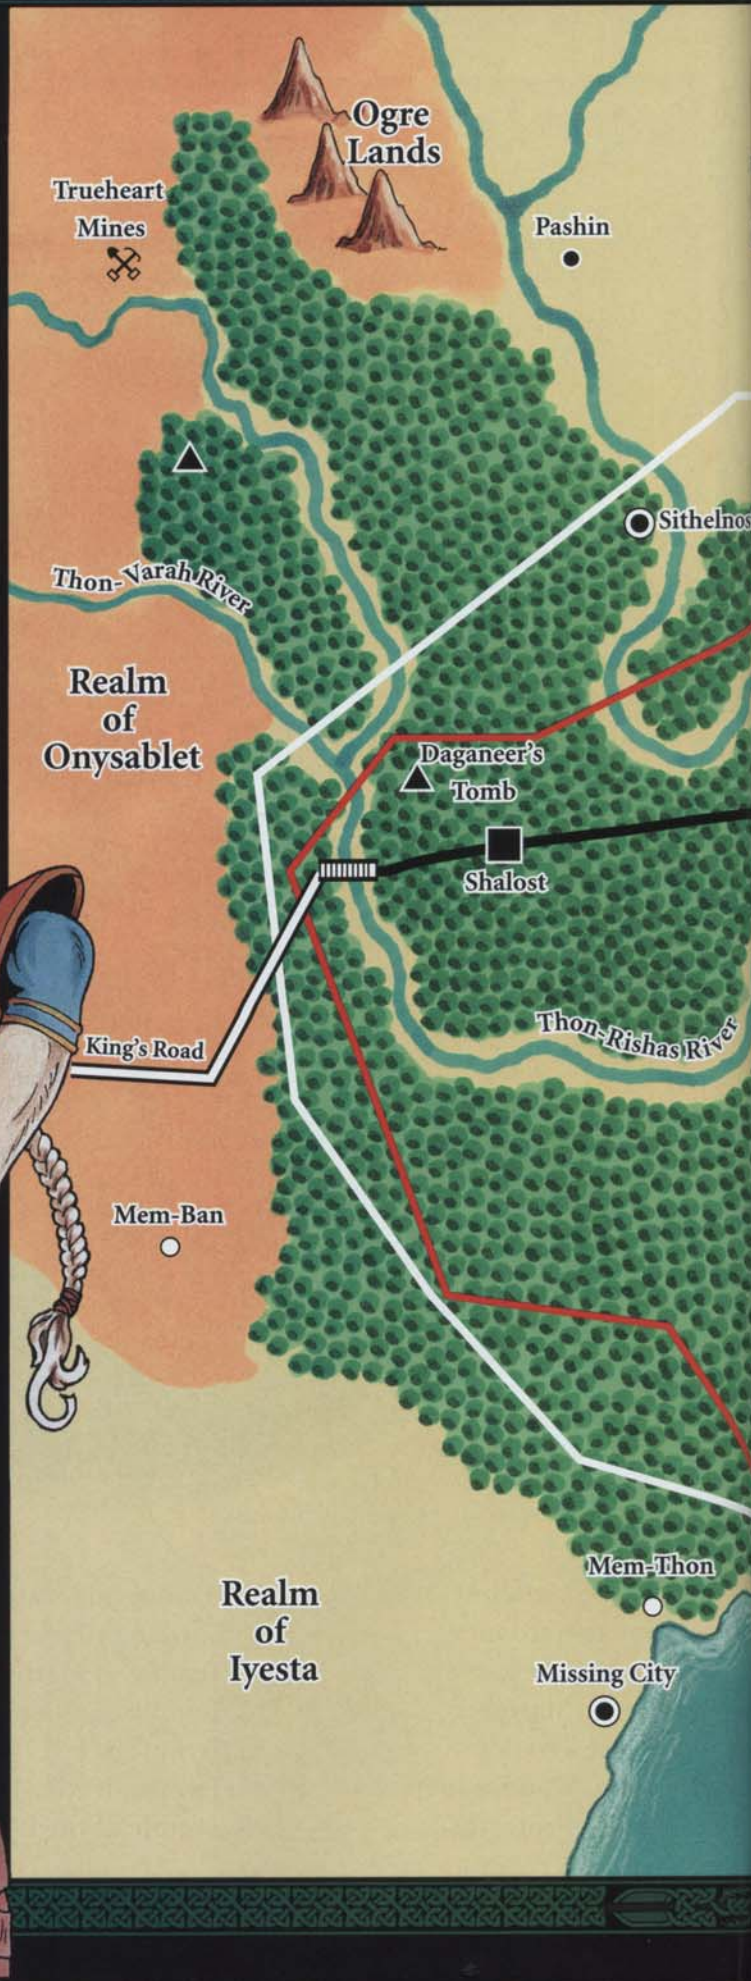 Ogre
Lands
Trueheart
Mines
Pashin
Sithelnos
Thon-Varah River
Realm
of
Onysablet
Daganeer's
Tomb
Shalost
Thon-Rishas River
King's Road
Mem-Ban
Realm
of
Iyesta
Mem-Thon
Missing City